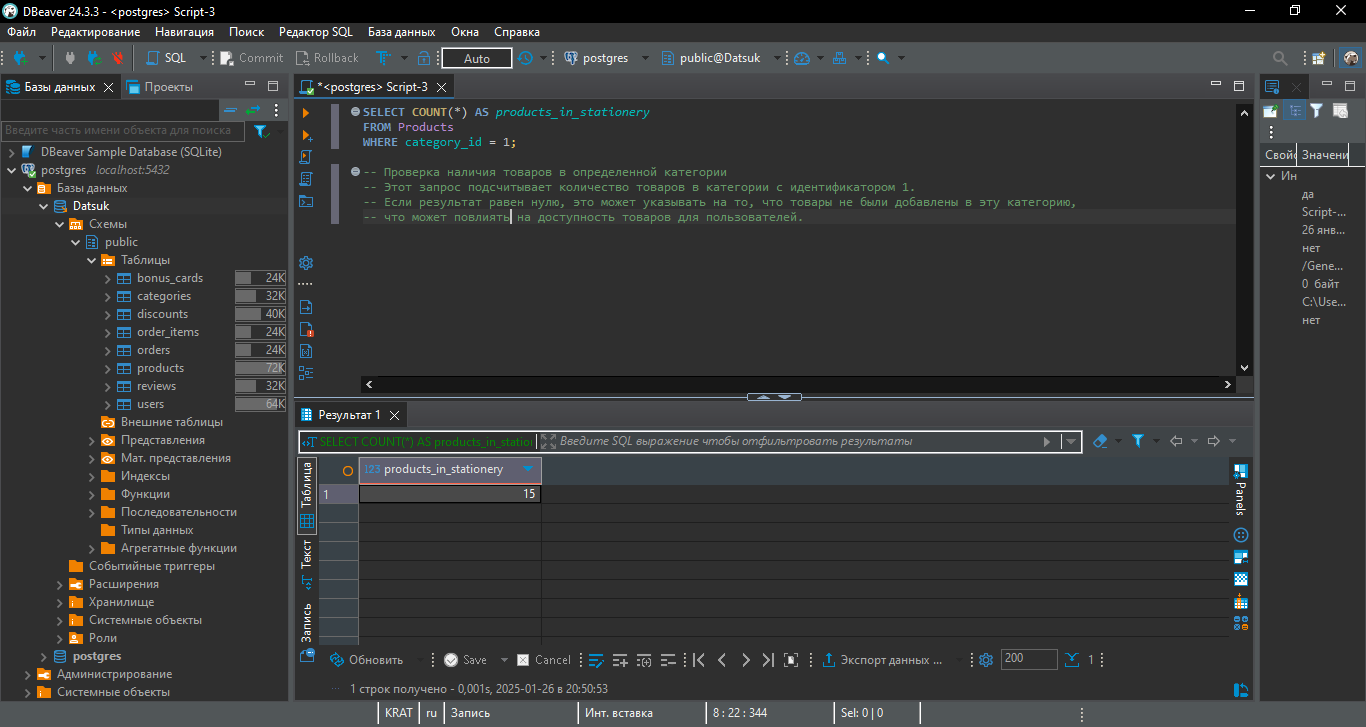 DBeaver 24.3.3 - <postgres> Script-3
Файл Редактирование Навигация Поиск Редактор SQL База данных Окна Справка
SQL Commit Rollback Auto postgres public@Datsuk
Базы данных Проекты
Введите часть имени объекта для поиска
DBeaver Sample Database (SQLite)
postgres localhost:5432
Базы данных
Datsuk
Схемы
public
Таблицы
bonus_cards 24K
categories 32K
discounts 40K
order_items 24K
orders 24K
products 72K
reviews 32K
users 64K
Внешние таблицы
Представления
Мат. представления
Индексы
Функции
Последовательности
Типы данных
Агрегатные функции
Событийные триггеры
Расширения
Хранилище
Системные объекты
Роли
postgres
Администрирование
Системные объекты
*<postgres> Script-3
SELECT COUNT(*) AS products_in_stationery
FROM Products
WHERE category_id = 1;
-- Проверка наличия товаров в определенной категории
-- Этот запрос подсчитывает количество товаров в категории с идентификатором 1.
-- Если результат равен нулю, это может указывать на то, что товары не были добавлены в эту категорию,
-- что может повлиять на доступность товаров для пользователей.
Результат 1
SELECT COUNT(*) AS products_in_statio
Введите SQL выражение чтобы отфильтровать результаты
Таблица
Текст
Запись
123 products_in_stationery
1 15
Panels
Обновить Save Cancel Экспорт данных ... 200 1
1 строк получено - 0,001s, 2025-01-26 в 20:50:53
Свойс Значени
Ин
да
Script-...
26 янв...
нет
/Gene...
0 байт
C:\Use...
нет
KRAT ru Запись Инт. вставка 8 : 22 : 344 Sel: 0 | 0